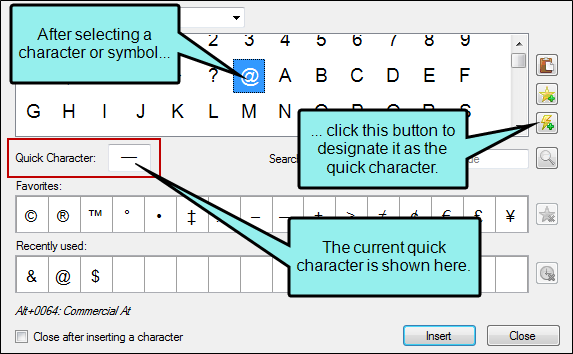 After selecting a
character or symbol...
2 3 4 5 6 7 8 9
? @ A B C D E F
G H I J K L M N
... click this button to
designate it as the
quick character.
Quick Character: —
Search
Favorites:
© ® ™ ° • ‡ – — ± ≥ ≠ ¢ € £ ¥
Recently used:
& @ $
The current quick
character is shown here.
Alt+0064: Commercial At
Close after inserting a character
Insert Close